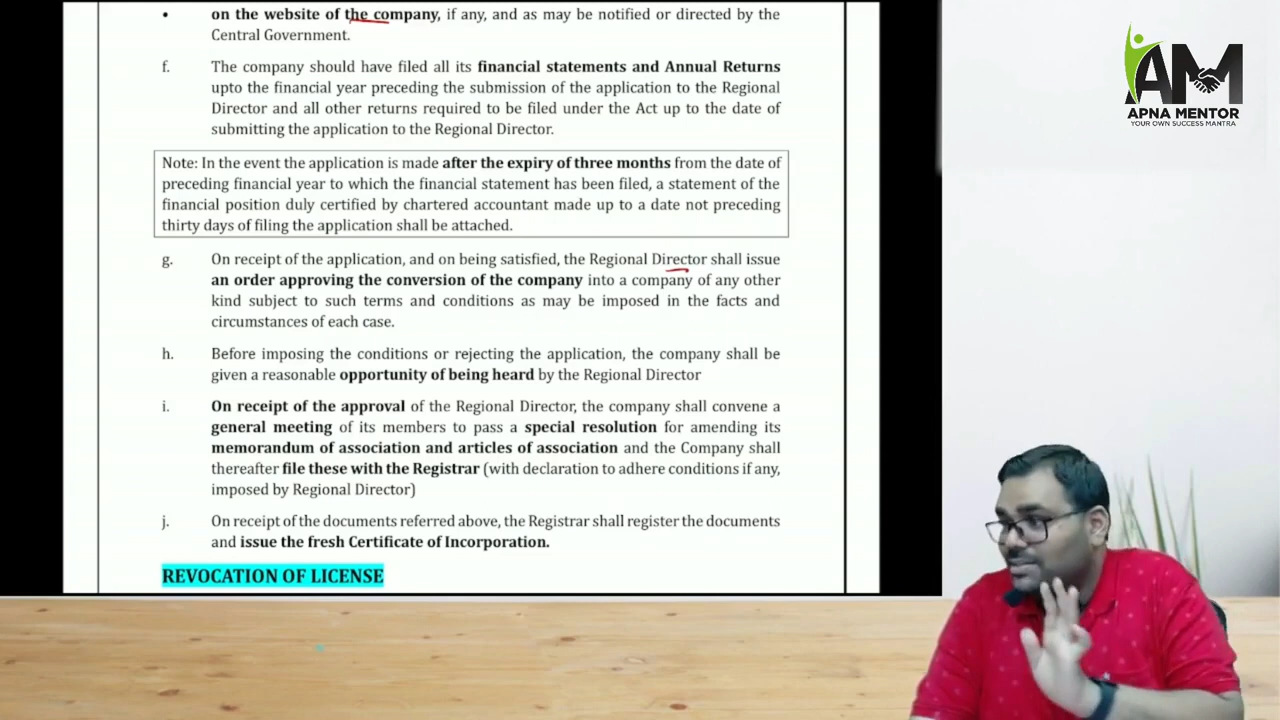 • on the website of the company, if any, and as may be notified or directed by the
Central Government.
f. The company should have filed all its financial statements and Annual Returns
upto the financial year preceding the submission of the application to the Regional
Director and all other returns required to be filed under the Act up to the date of
submitting the application to the Regional Director.
Note: In the event the application is made after the expiry of three months from the date of
preceding financial year to which the financial statement has been filed, a statement of the
financial position duly certified by chartered accountant made up to a date not preceding
thirty days of filing the application shall be attached.
g. On receipt of the application, and on being satisfied, the Regional Director shall issue
an order approving the conversion of the company into a company of any other
kind subject to such terms and conditions as may be imposed in the facts and
circumstances of each case.
h. Before imposing the conditions or rejecting the application, the company shall be
given a reasonable opportunity of being heard by the Regional Director
i. On receipt of the approval of the Regional Director, the company shall convene a
general meeting of its members to pass a special resolution for amending its
memorandum of association and articles of association and the Company shall
thereafter file these with the Registrar (with declaration to adhere conditions if any,
imposed by Regional Director)
j. On receipt of the documents referred above, the Registrar shall register the documents
and issue the fresh Certificate of Incorporation.
REVOCATION OF LICENSE
AM
APNA MENTOR
YOUR OWN SUCCESS MANTRA